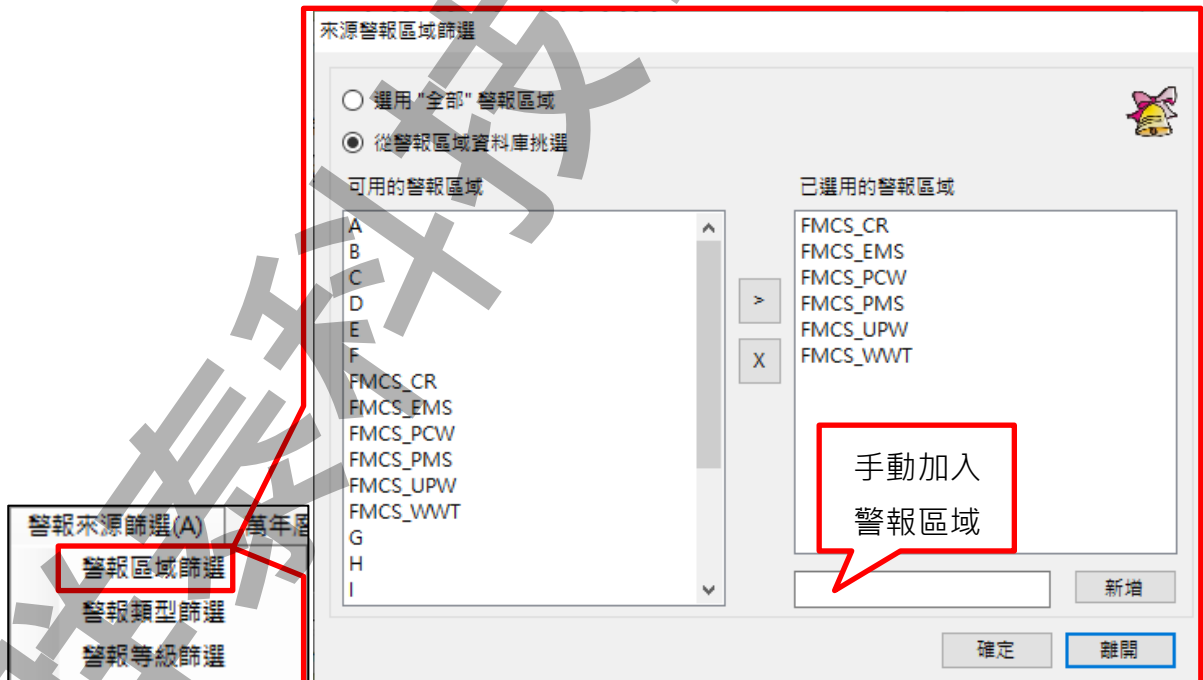 來源警報區域篩選
選用 "全部" 警報區域
從警報區域資料庫挑選
可用的警報區域
A
B
C
D
E
F
FMCS_CR
FMCS_EMS
FMCS_PCW
FMCS_PMS
FMCS_UPW
FMCS_WWT
G
H
I
>
X
已選用的警報區域
FMCS_CR
FMCS_EMS
FMCS_PCW
FMCS_PMS
FMCS_UPW
FMCS_WWT
手動加入
警報區域
新增
確定
離開
警報來源篩選(A)
萬年
警報區域篩選
警報類型篩選
警報等級篩選
泰科技